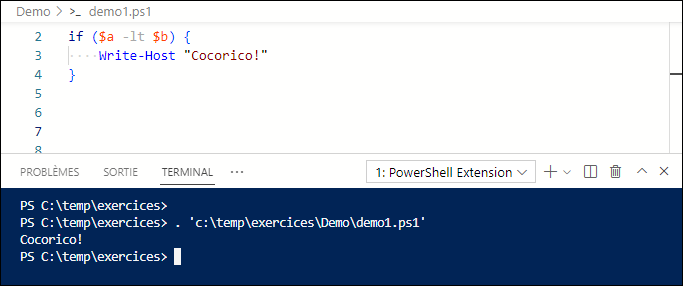 Demo > >_ demo1.ps1
2 if ($a -lt $b) {
3 ····Write-Host "Cocorico!"
4 }
5
6
7
8
PROBLÈMES SORTIE TERMINAL ··· 1: PowerShell Extension
PS C:\temp\exercices>
PS C:\temp\exercices> . 'c:\temp\exercices\Demo\demo1.ps1'
Cocorico!
PS C:\temp\exercices>